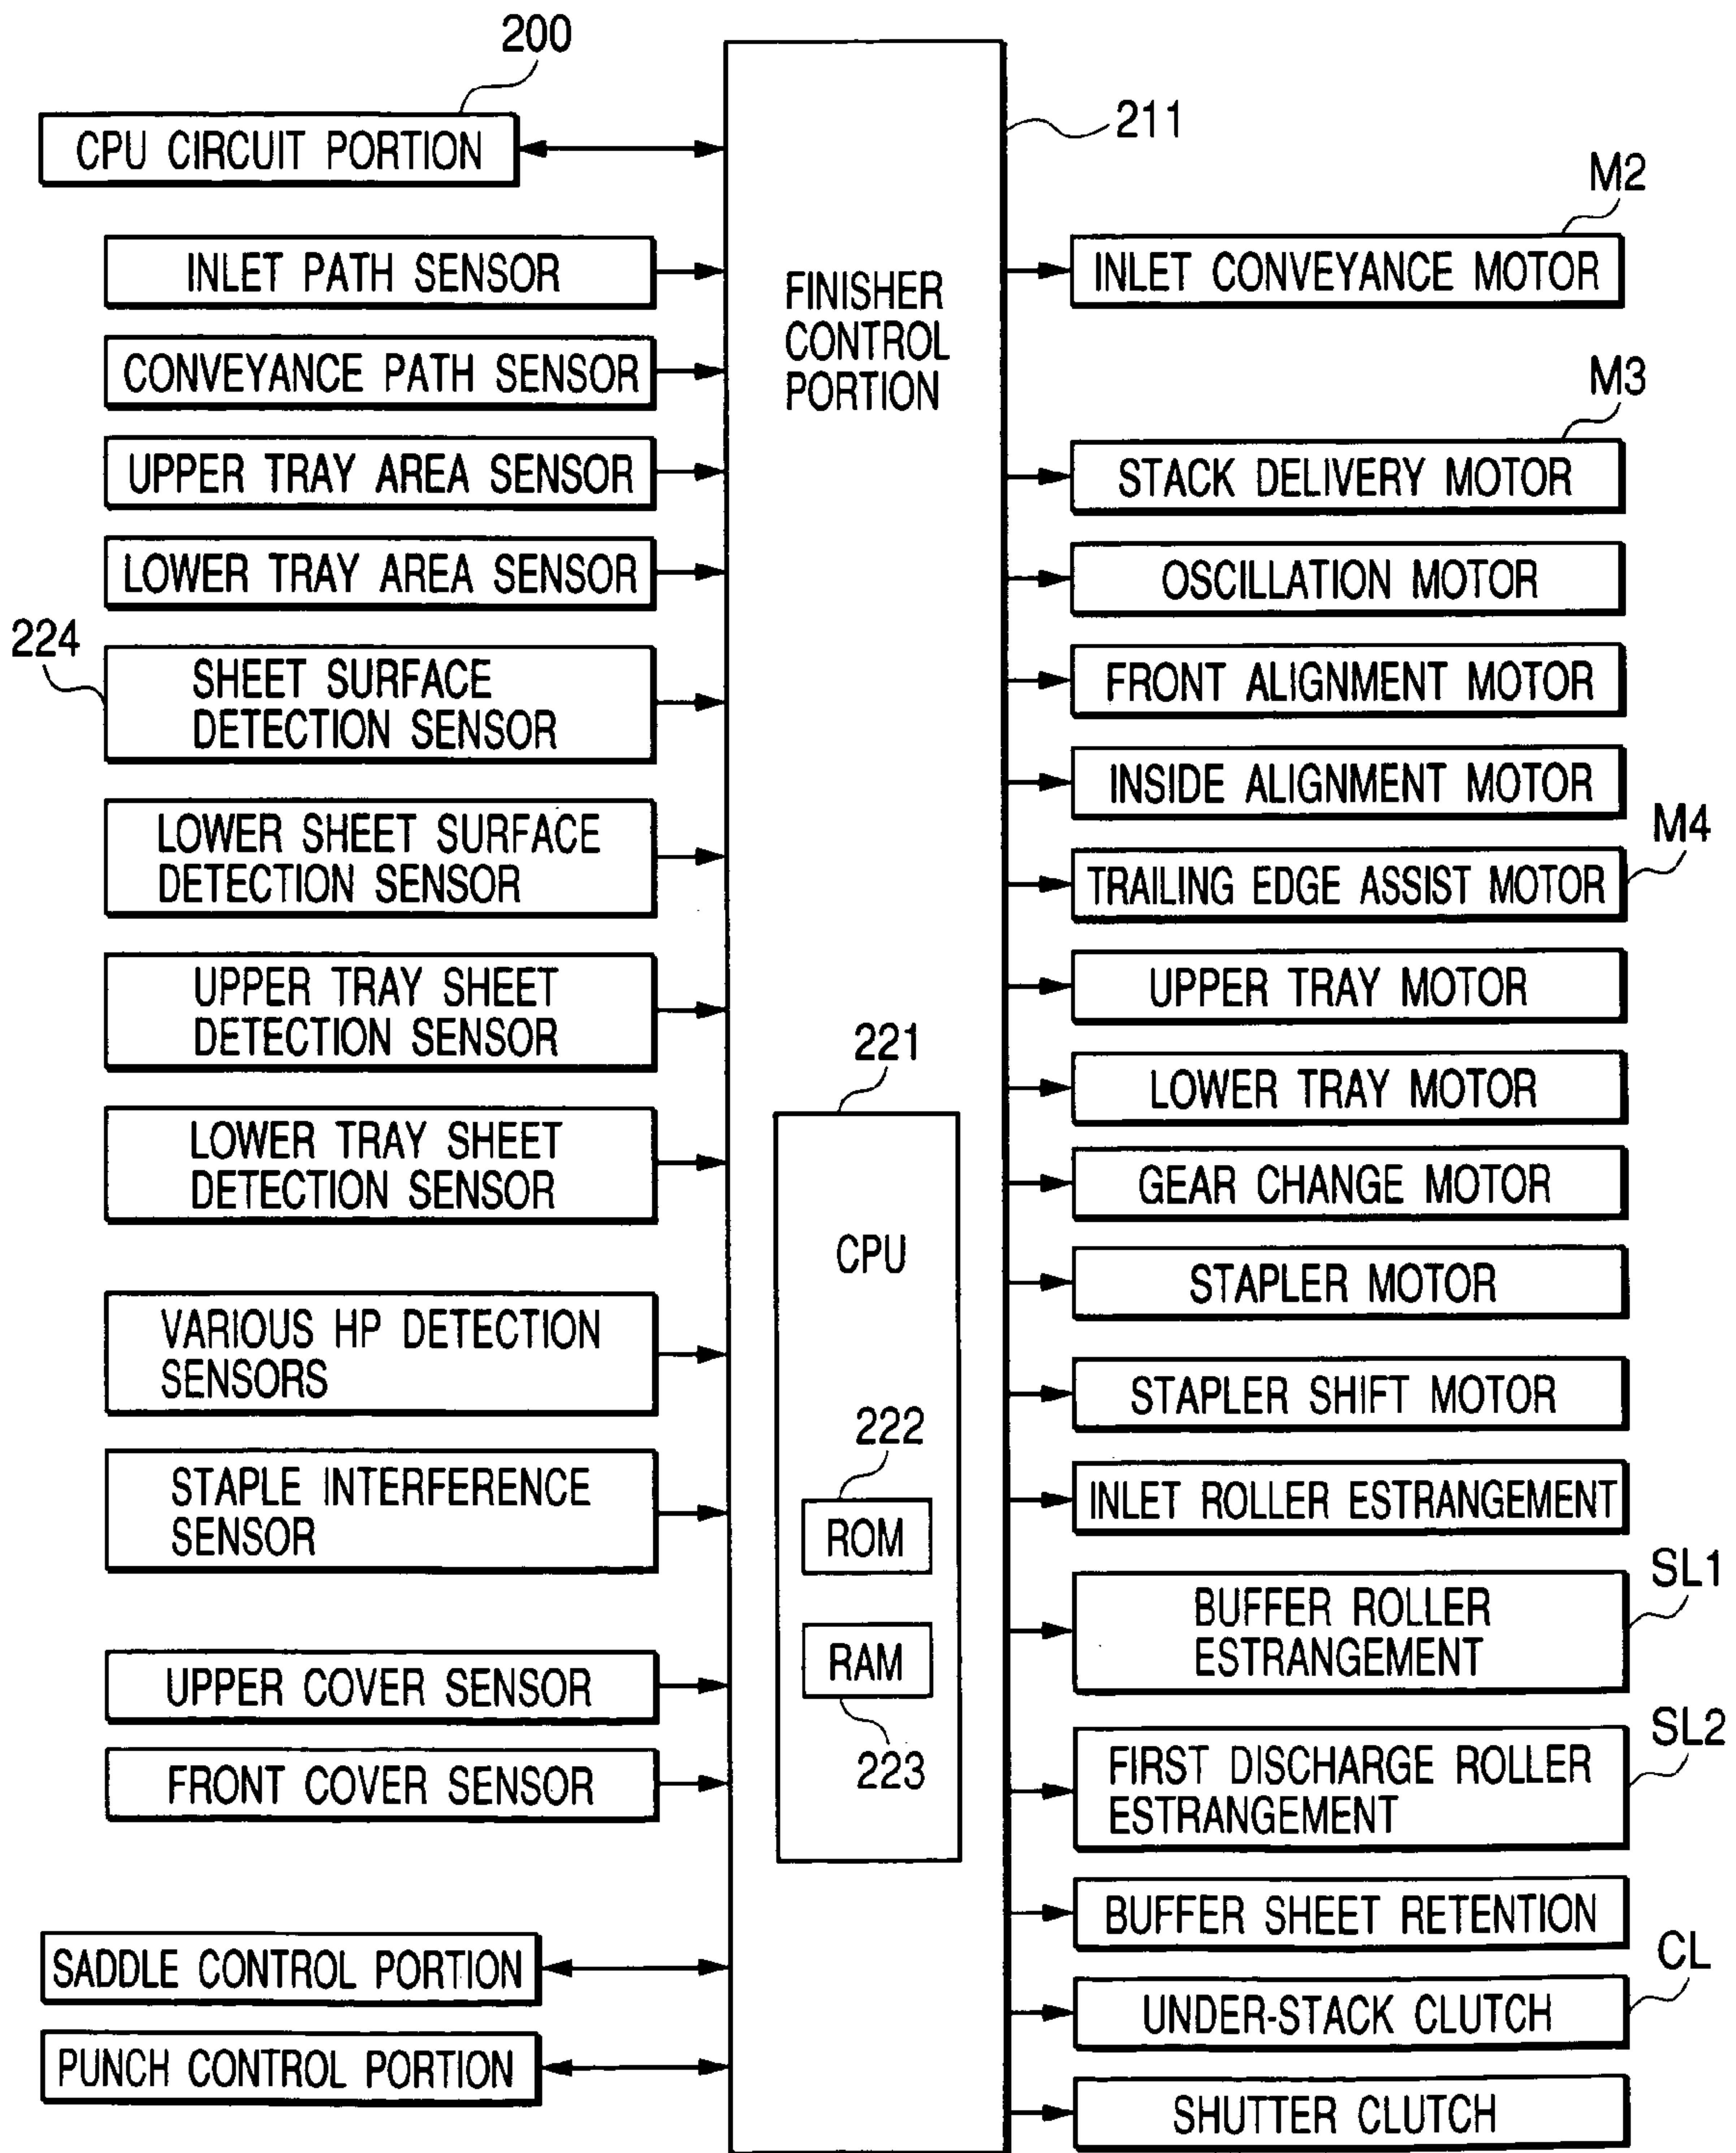 200
CPU CIRCUIT PORTION
INLET PATH SENSOR
CONVEYANCE PATH SENSOR
UPPER TRAY AREA SENSOR
LOWER TRAY AREA SENSOR
224
SHEET SURFACE
DETECTION SENSOR
LOWER SHEET SURFACE
DETECTION SENSOR
UPPER TRAY SHEET
DETECTION SENSOR
LOWER TRAY SHEET
DETECTION SENSOR
VARIOUS HP DETECTION
SENSORS
STAPLE INTERFERENCE
SENSOR
UPPER COVER SENSOR
FRONT COVER SENSOR
SADDLE CONTROL PORTION
PUNCH CONTROL PORTION
211
FINISHER
CONTROL
PORTION
221
CPU
222
ROM
RAM
223
M2
INLET CONVEYANCE MOTOR
M3
STACK DELIVERY MOTOR
OSCILLATION MOTOR
FRONT ALIGNMENT MOTOR
INSIDE ALIGNMENT MOTOR
M4
TRAILING EDGE ASSIST MOTOR
UPPER TRAY MOTOR
LOWER TRAY MOTOR
GEAR CHANGE MOTOR
STAPLER MOTOR
STAPLER SHIFT MOTOR
INLET ROLLER ESTRANGEMENT
SL1
BUFFER ROLLER
ESTRANGEMENT
SL2
FIRST DISCHARGE ROLLER
ESTRANGEMENT
BUFFER SHEET RETENTION
CL
UNDER-STACK CLUTCH
SHUTTER CLUTCH